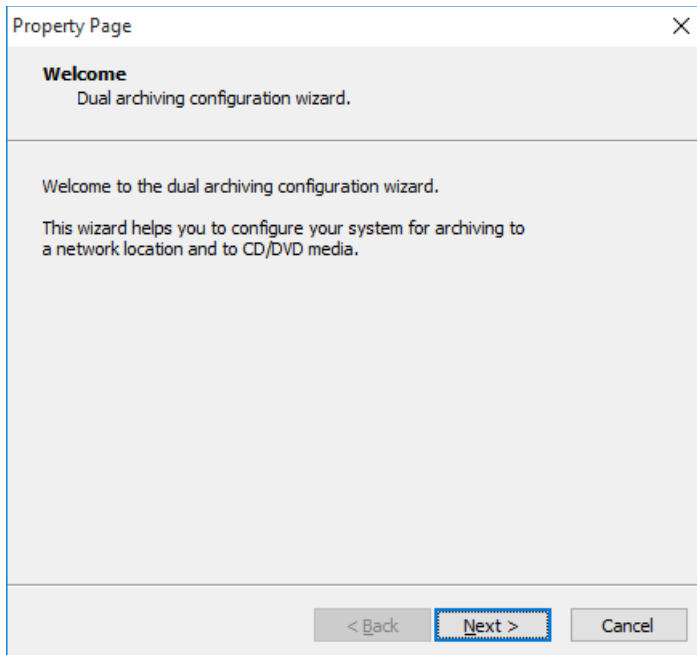 Property Page
Welcome
Dual archiving configuration wizard.
Welcome to the dual archiving configuration wizard.
This wizard helps you to configure your system for archiving to
a network location and to CD/DVD media.
< Back Next > Cancel